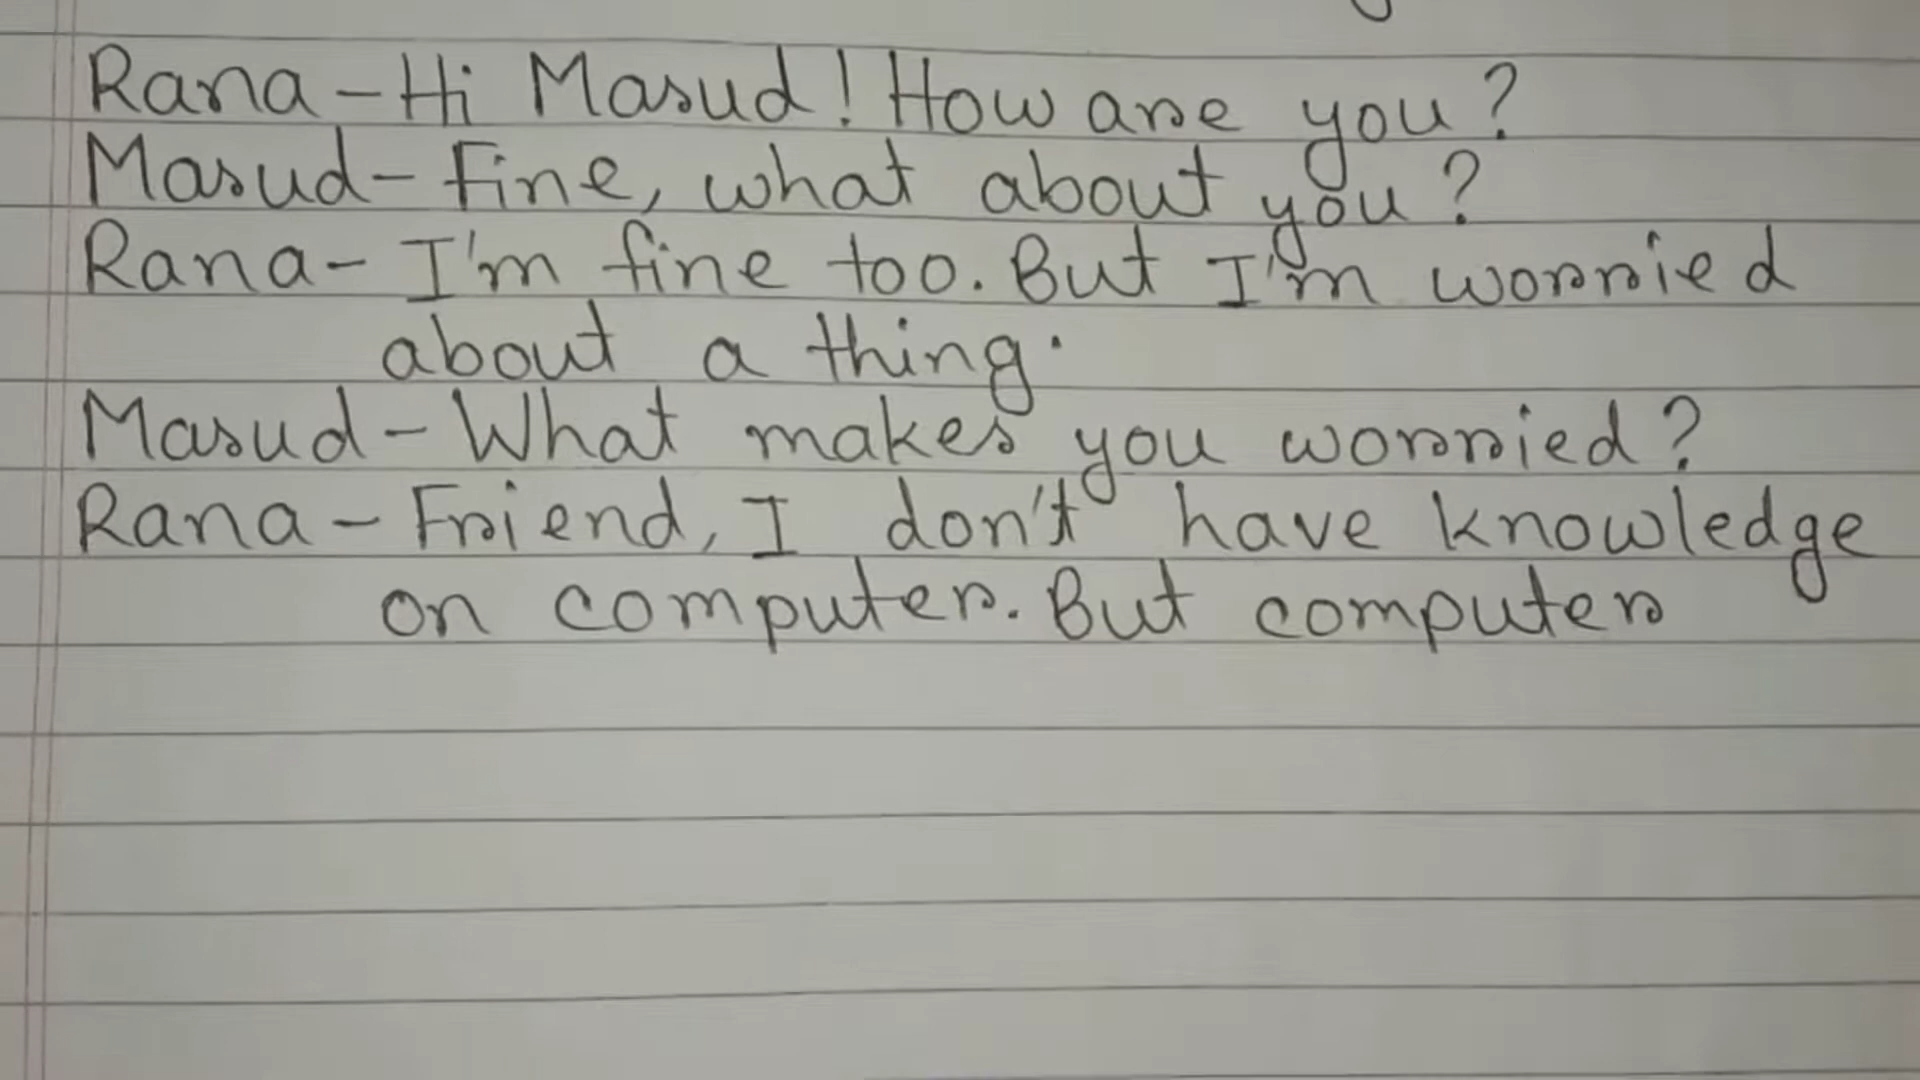 Rana-Hi Masud! How are you?
Masud- Fine, what about you?
Rana- I'm fine too. But I'm worried
about a thing.
Masud- What makes you worried?
Rana- Friend, I don't have knowledge
on computer. But computer